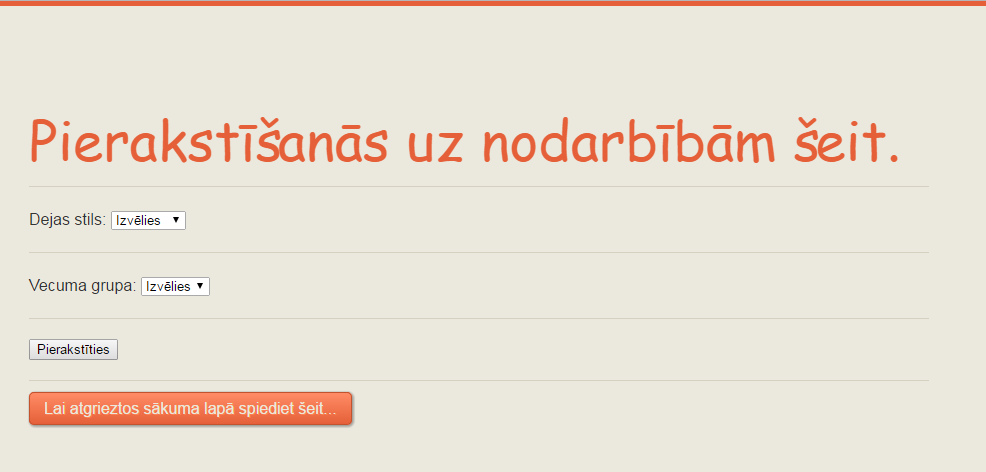 Pierakstīšanās uz nodarbībām šeit.
Dejas stils: Izvēlies
Vecuma grupa: Izvēlies
Pierakstīties
Lai atgrieztos sākuma lapā spiediet šeit...